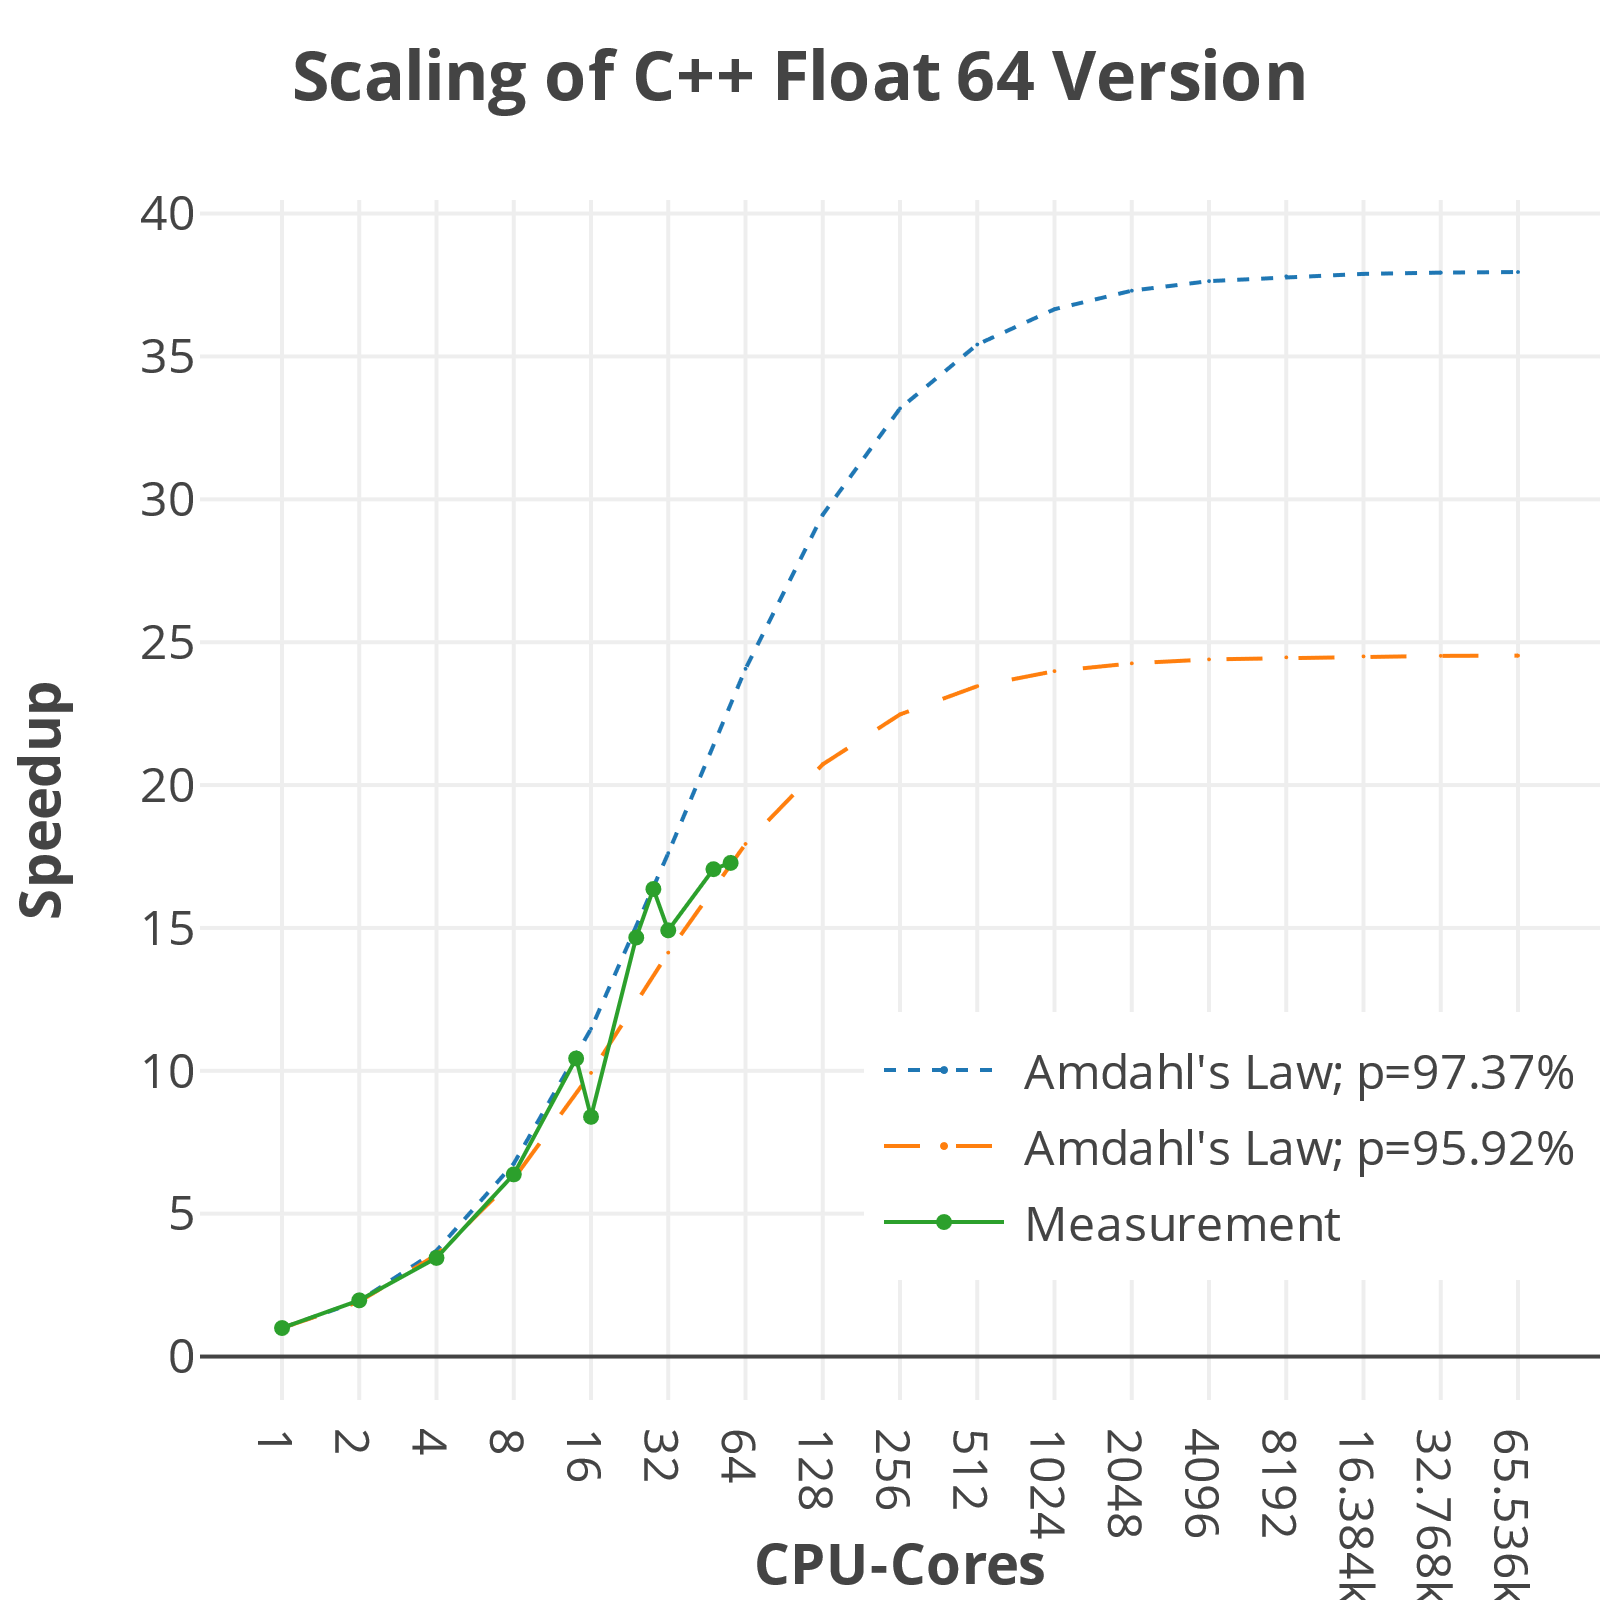 Scaling of C++ Float 64 Version
40
35
30
25
20
15
10
5
0
Speedup
Amdahl's Law; p=97.37%
Amdahl's Law; p=95.92%
Measurement
1
2
4
8
16
32
64
128
256
512
1024
2048
4096
8192
16.384k
32.768k
65.536k
CPU-Cores